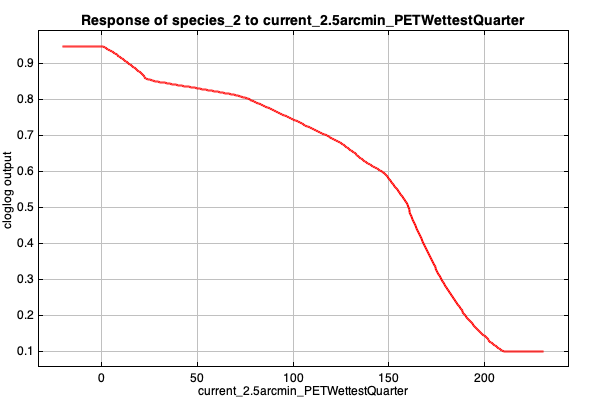 Response of species_2 to current_2.5arcmin_PETWettestQuarter
cloglog output
0.9
0.8
0.7
0.6
0.5
0.4
0.3
0.2
0.1
0 50 100 150 200
current_2.5arcmin_PETWettestQuarter